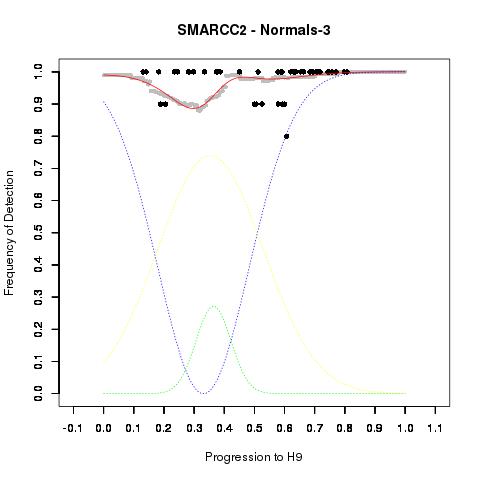 SMARCC2 - Normals-3
Frequency of Detection
1.0
0.9
0.8
0.7
0.6
0.5
0.4
0.3
0.2
0.1
0.0
-0.1 0.0 0.1 0.2 0.3 0.4 0.5 0.6 0.7 0.8 0.9 1.0 1.1
Progression to H9